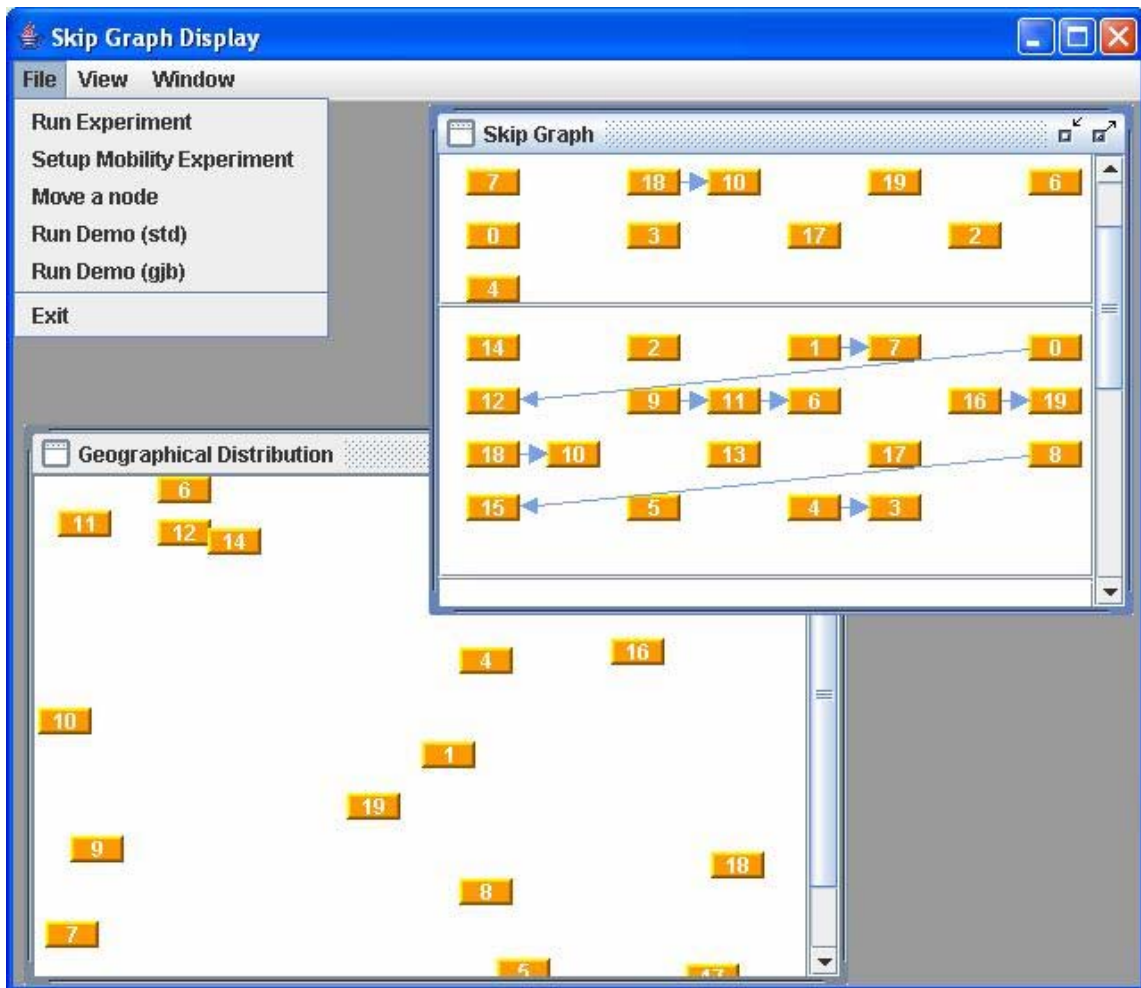 Skip Graph Display
File View Window
Run Experiment
Setup Mobility Experiment
Move a node
Run Demo (std)
Run Demo (gjb)
Exit
Skip Graph
7 18 10 19 6
0 3 17 2
4
14 2 1 7 0
12 9 11 6 16 19
18 10 13 17 8
15 5 4 3
Geographical Distribution
6
11
12
14
4
16
10
1
19
9
18
8
7
5
17